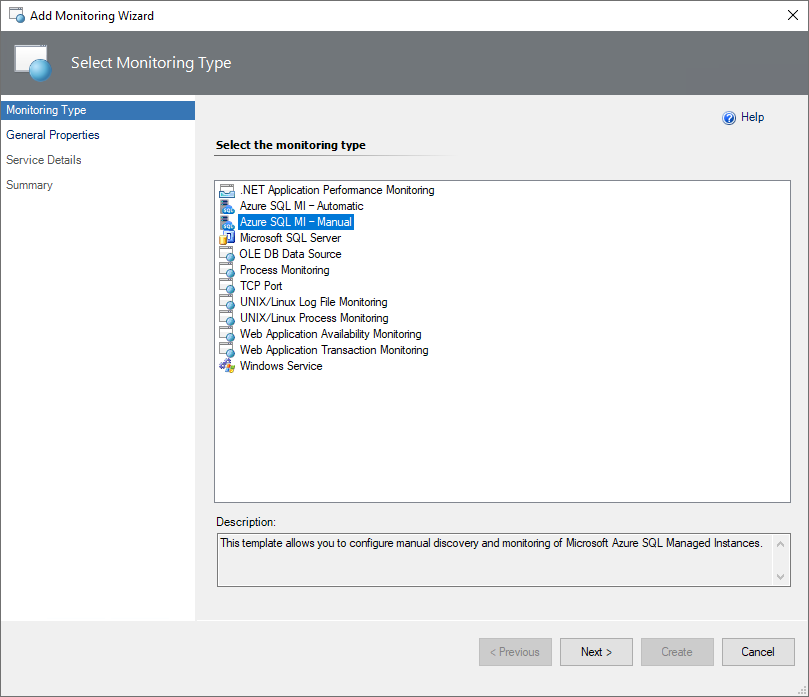 Add Monitoring Wizard
Select Monitoring Type
Monitoring Type
General Properties
Service Details
Summary
Help
Select the monitoring type
.NET Application Performance Monitoring
Azure SQL MI – Automatic
Azure SQL MI – Manual
Microsoft SQL Server
OLE DB Data Source
Process Monitoring
TCP Port
UNIX/Linux Log File Monitoring
UNIX/Linux Process Monitoring
Web Application Availability Monitoring
Web Application Transaction Monitoring
Windows Service
Description:
This template allows you to configure manual discovery and monitoring of Microsoft Azure SQL Managed Instances.
< Previous
Next >
Create
Cancel